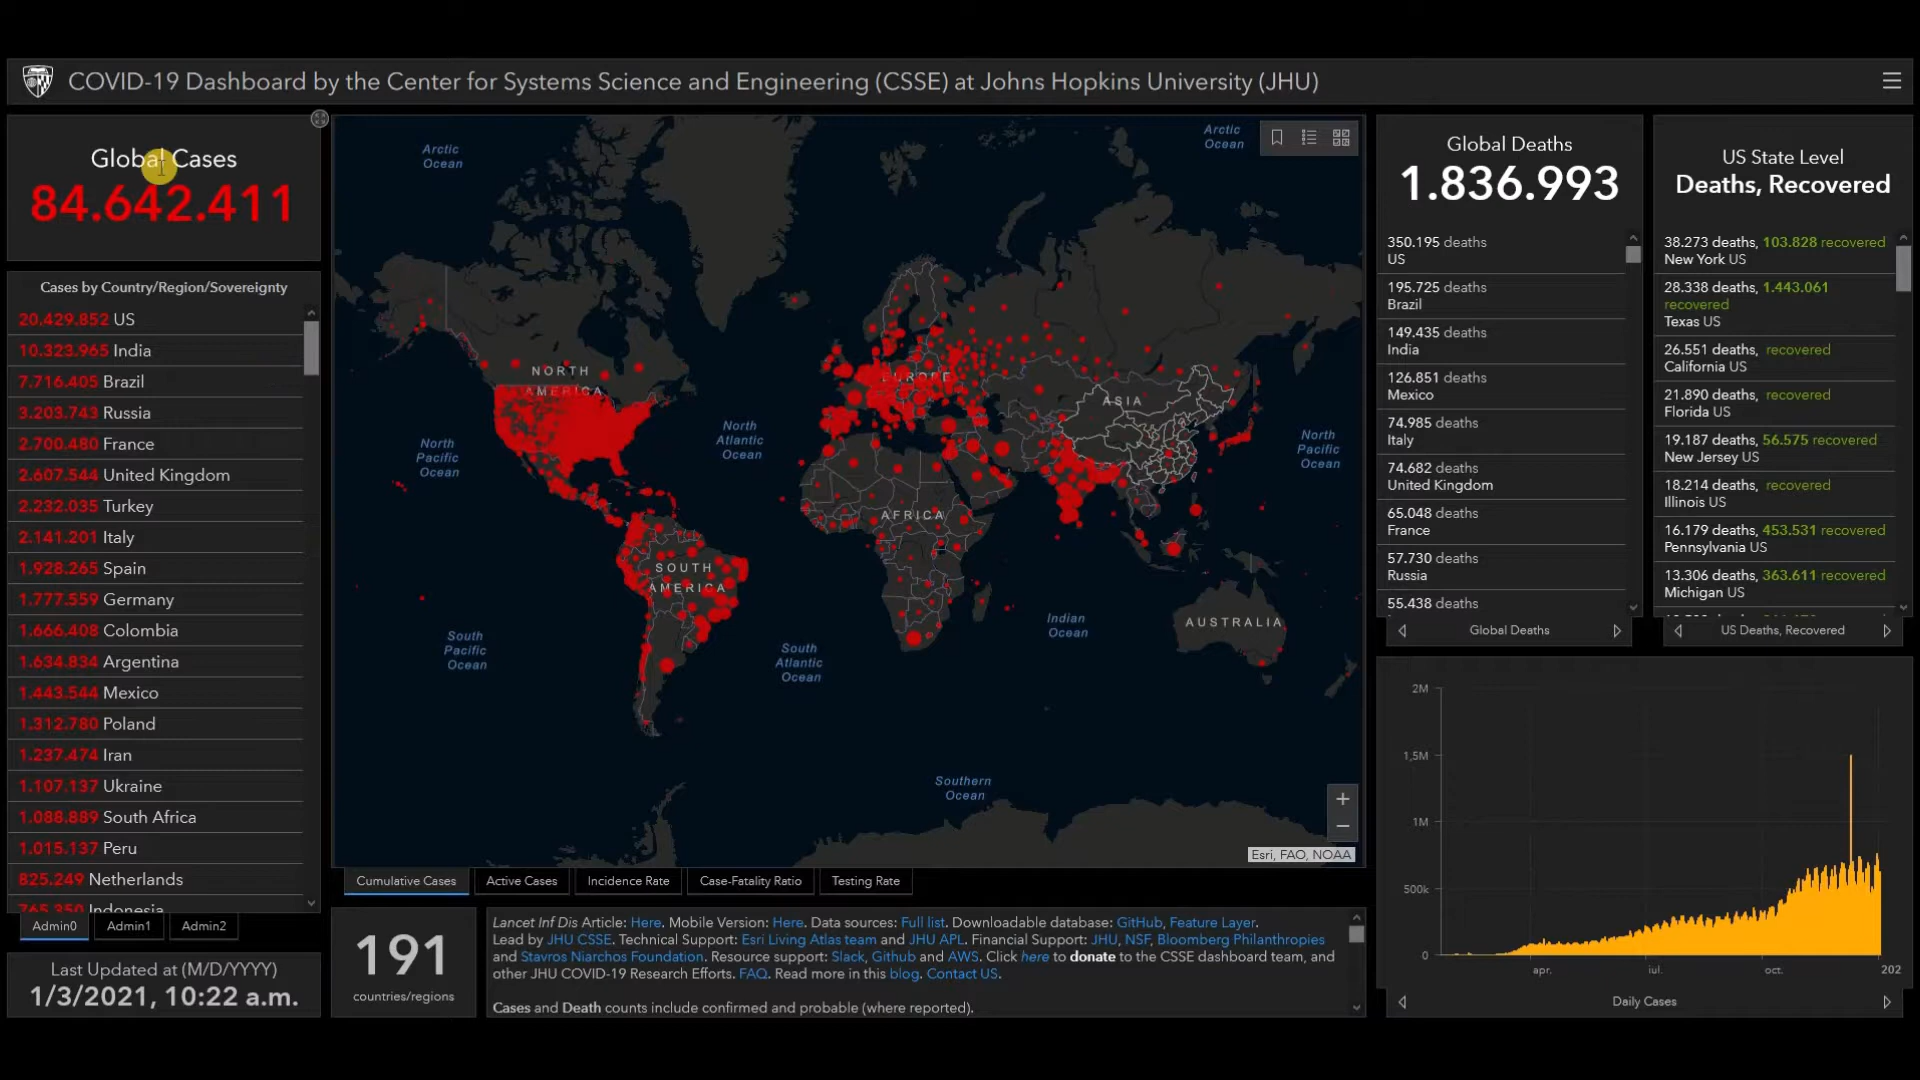 COVID-19 Dashboard by the Center for Systems Science and Engineering (CSSE) at Johns Hopkins University (JHU)
Global Cases
84.642.411
Cases by Country/Region/Sovereignty
20.429.852 US
10.323.965 India
7.716.405 Brazil
3.203.743 Russia
2.700.480 France
2.607.544 United Kingdom
2.232.035 Turkey
2.141.201 Italy
1.928.265 Spain
1.777.559 Germany
1.666.408 Colombia
1.634.834 Argentina
1.443.544 Mexico
1.312.780 Poland
1.237.474 Iran
1.107.137 Ukraine
1.088.889 South Africa
1.015.137 Peru
825.249 Netherlands
765.350 Indonesia
Admin0
Admin1
Admin2
Last Updated at (M/D/YYYY)
1/3/2021, 10:22 a.m.
Arctic
Ocean
Arctic
Ocean
NORTH
AMERICA
EUROPE
ASIA
North
Pacific
Ocean
North
Atlantic
Ocean
North
Pacific
Ocean
AFRICA
SOUTH
AMERICA
AUSTRALIA
Indian
Ocean
South
Pacific
Ocean
South
Atlantic
Ocean
Southern
Ocean
+
−
Esri, FAO, NOAA
Cumulative Cases
Active Cases
Incidence Rate
Case-Fatality Ratio
Testing Rate
191
countries/regions
Lancet Inf Dis Article: Here. Mobile Version: Here. Data sources: Full list. Downloadable database: GitHub, Feature Layer.
Lead by JHU CSSE. Technical Support: Esri Living Atlas team and JHU APL. Financial Support: JHU, NSF, Bloomberg Philanthropies
and Stavros Niarchos Foundation. Resource support: Slack, Github and AWS. Click here to donate to the CSSE dashboard team, and
other JHU COVID-19 Research Efforts. FAQ. Read more in this blog. Contact US.
Cases and Death counts include confirmed and probable (where reported).
Global Deaths
1.836.993
350.195 deaths
US
195.725 deaths
Brazil
149.435 deaths
India
126.851 deaths
Mexico
74.985 deaths
Italy
74.682 deaths
United Kingdom
65.048 deaths
France
57.730 deaths
Russia
55.438 deaths
Global Deaths
US State Level
Deaths, Recovered
38.273 deaths, 103.828 recovered
New York US
28.338 deaths, 1.443.061
recovered
Texas US
26.551 deaths, recovered
California US
21.890 deaths, recovered
Florida US
19.187 deaths, 56.575 recovered
New Jersey US
18.214 deaths, recovered
Illinois US
16.179 deaths, 453.531 recovered
Pennsylvania US
13.306 deaths, 363.611 recovered
Michigan US
US Deaths, Recovered
2M
1,5M
1M
500k
0
apr.
iul.
oct.
202
Daily Cases